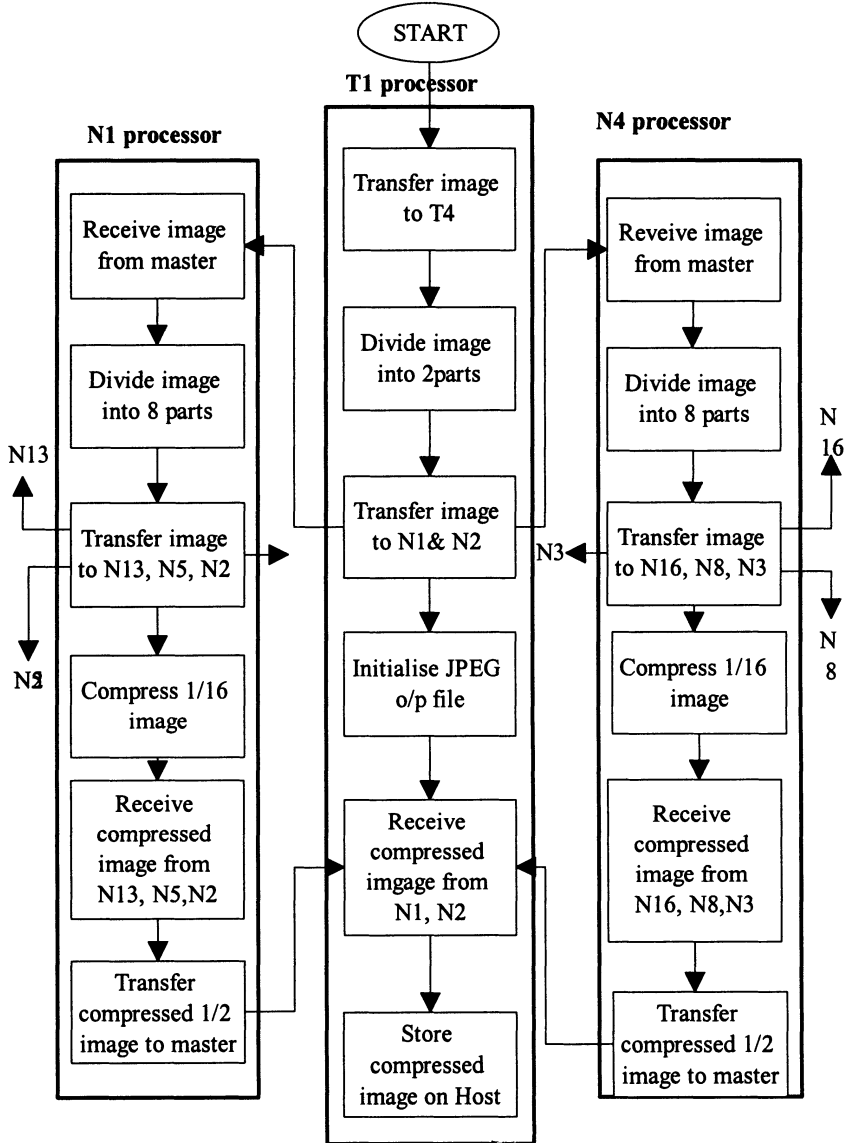 START
T1 processor
N1 processor
Receive image
from master
Divide image
into 8 parts
N13
Transfer image
to N13, N5, N2
Compress 1/16
image
Receive
compressed
image from
N13, N5,N2
Transfer
compressed 1/2
image to master
Transfer image
to T4
Divide image
into 2parts
Transfer image
to N1& N2
Initialise JPEG
o/p file
Receive
compressed
imgage from
N1, N2
Store
compressed
image on Host
N4 processor
Reveive image
from master
Divide image
into 8 parts
N
16
N3
Transfer image
to N16, N8, N3
N
8
Compress 1/16
image
Receive
compressed
image from
N16, N8,N3
Transfer
compressed 1/2
image to master